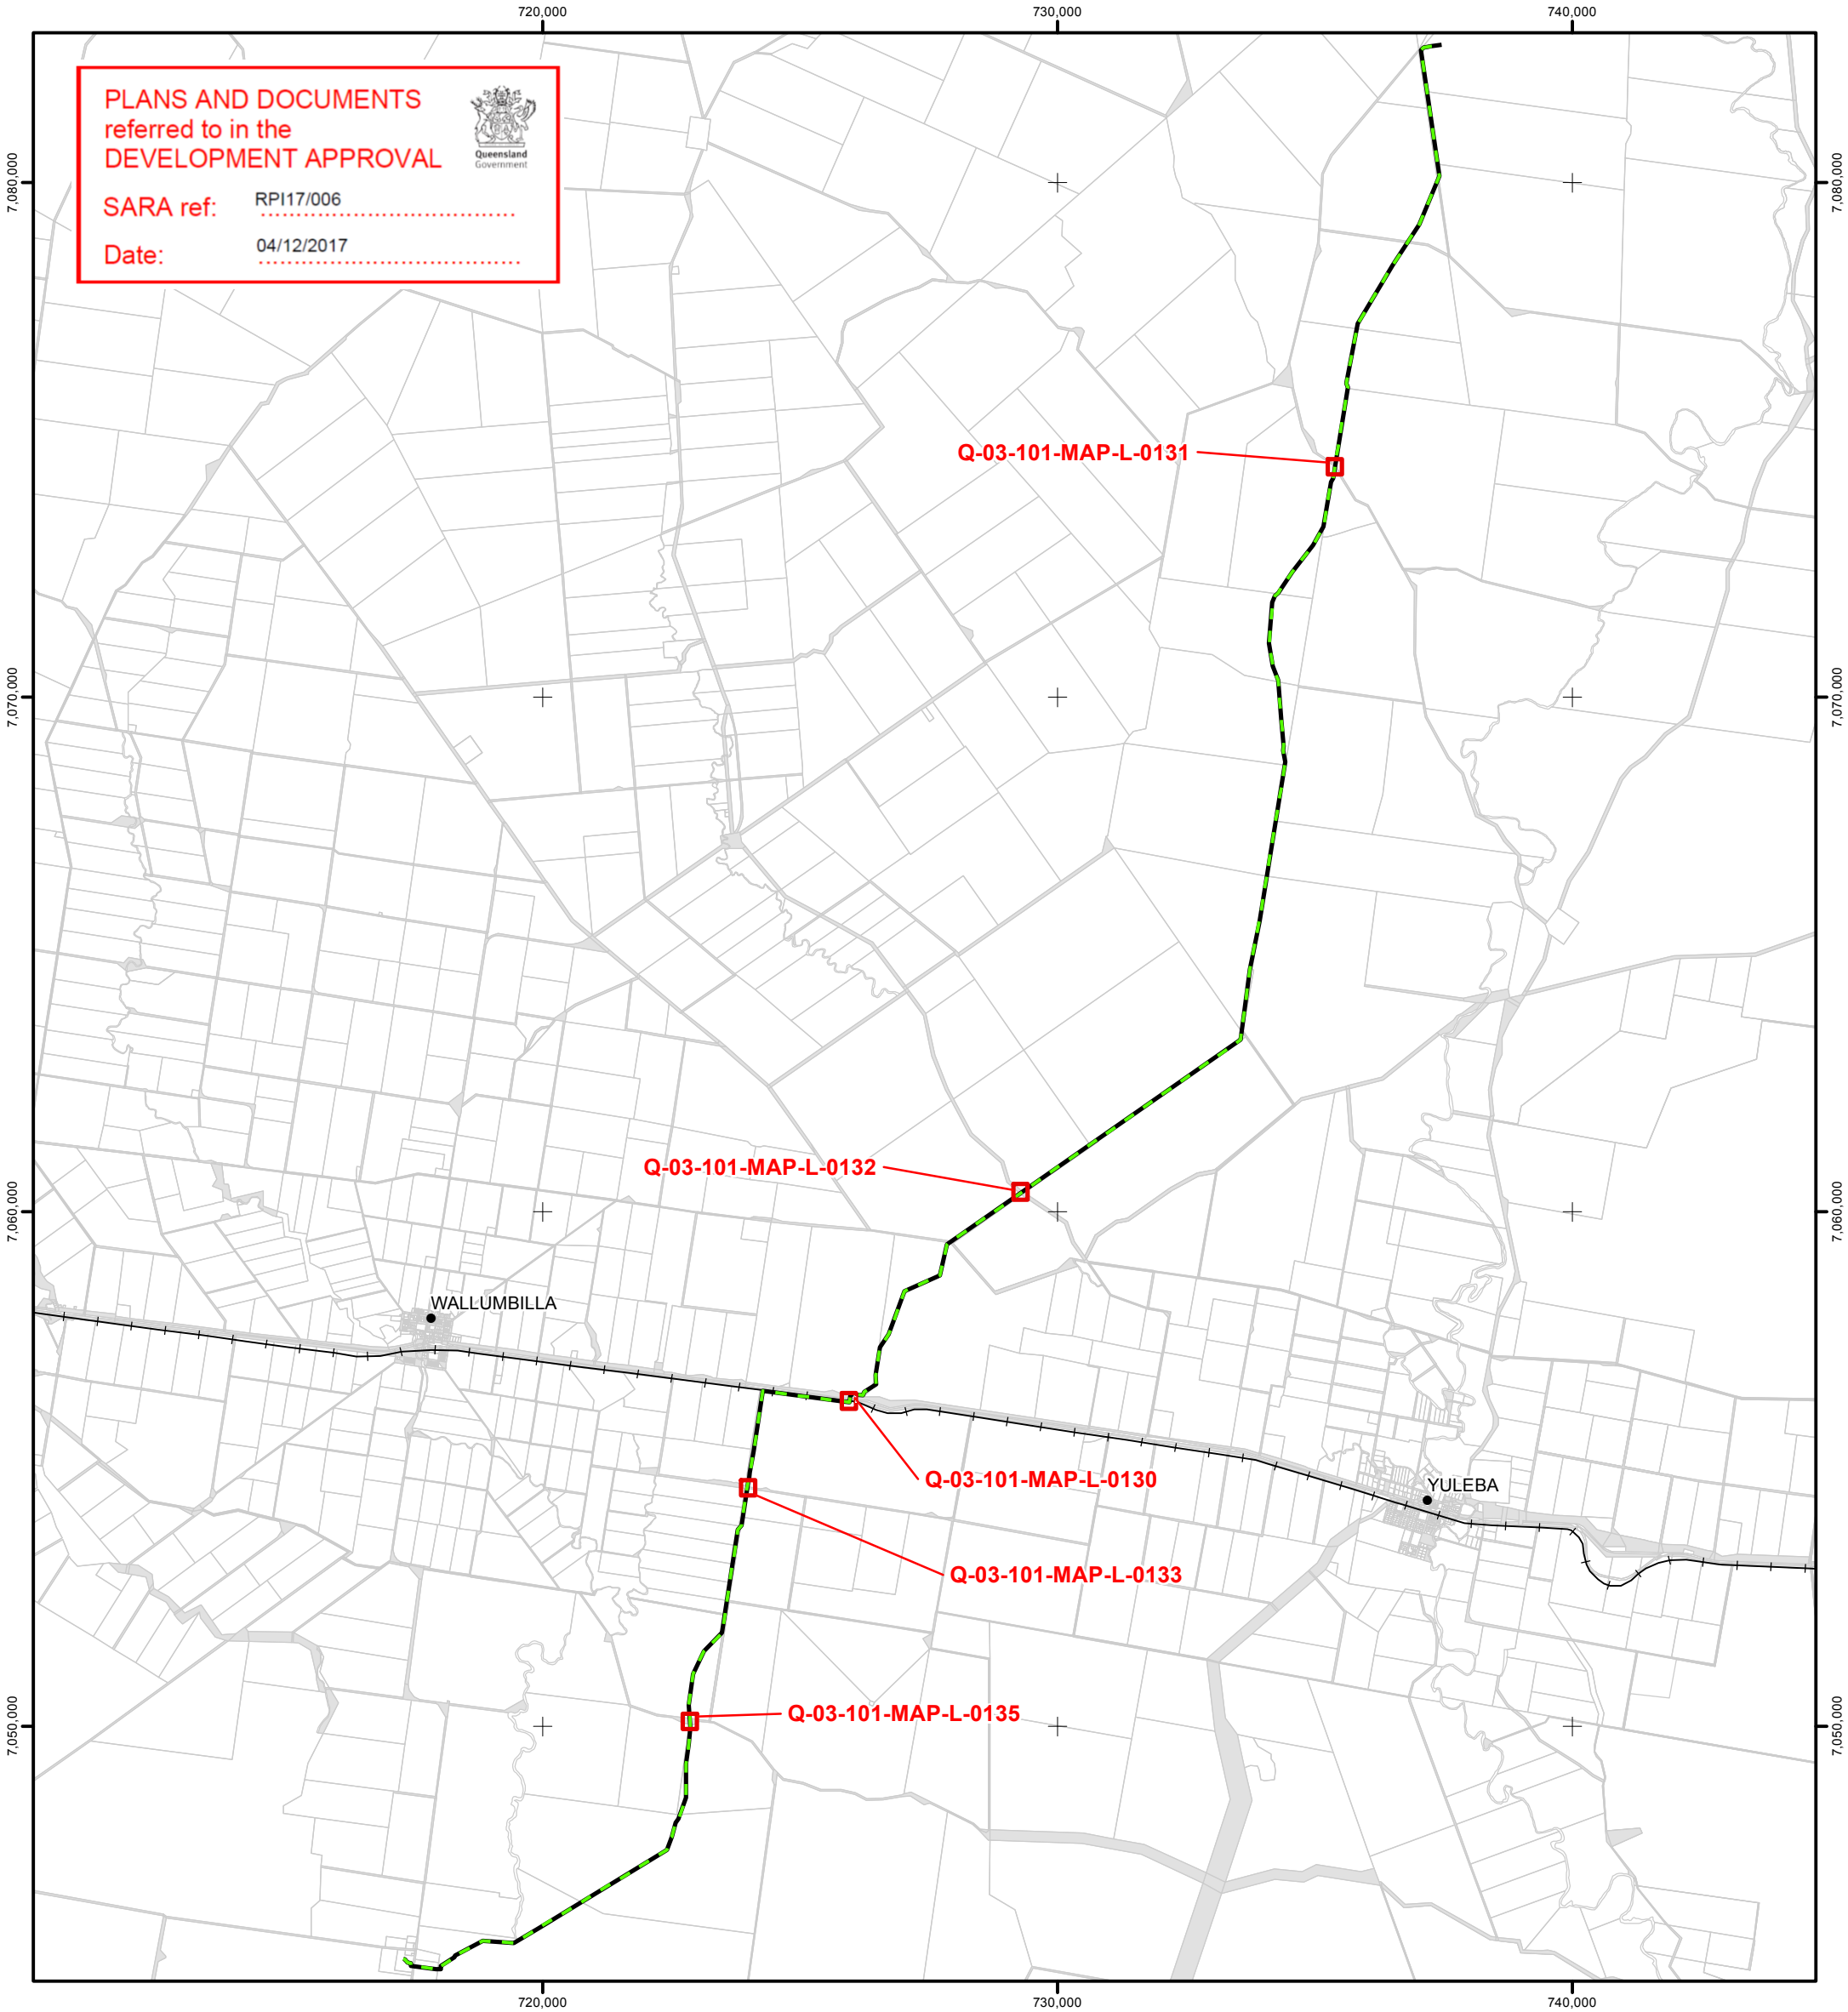 720,000
730,000
740,000
PLANS AND DOCUMENTS
referred to in the
DEVELOPMENT APPROVAL
Queensland
Government
SARA ref: RPI17/006
Date: 04/12/2017
7,080,000
7,080,000
Q-03-101-MAP-L-0131
7,070,000
7,070,000
Q-03-101-MAP-L-0132
7,060,000
7,060,000
WALLUMBILLA
Q-03-101-MAP-L-0130
YULEBA
Q-03-101-MAP-L-0133
Q-03-101-MAP-L-0135
7,050,000
7,050,000
720,000
730,000
740,000